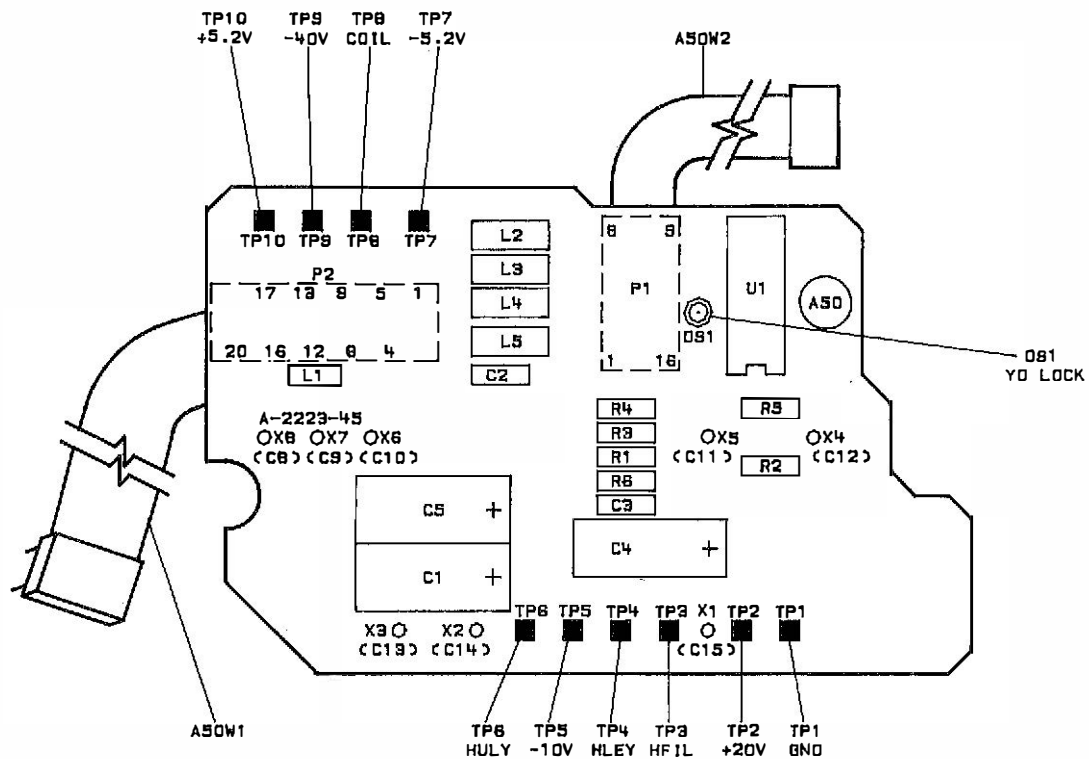 TP10 TP9 TP8 TP7
+5.2V -40V COIL -5.2V
A50W2
TP10 TP9 TP8 TP7
P2
17 13 9 5 1
20 16 12 8 4
L1
L2
L3
L4
L5
C2
8 9
P1
1 16
DS1
U1
A50
DS1
YO LOCK
A-2223-45
X8 X7 X6
(C8) (C9) (C10)
R4
R3
R1
R6
C3
R5
X5 X4
(C11) (C12)
R2
C5 +
C1 +
C4 +
TP6 TP5 TP4 TP3 X1 TP2 TP1
X3 X2
(C13) (C14) (C15)
A50W1
TP6 TP5 TP4 TP3 TP2 TP1
HULY -10V HLEY HFIL +20V GND